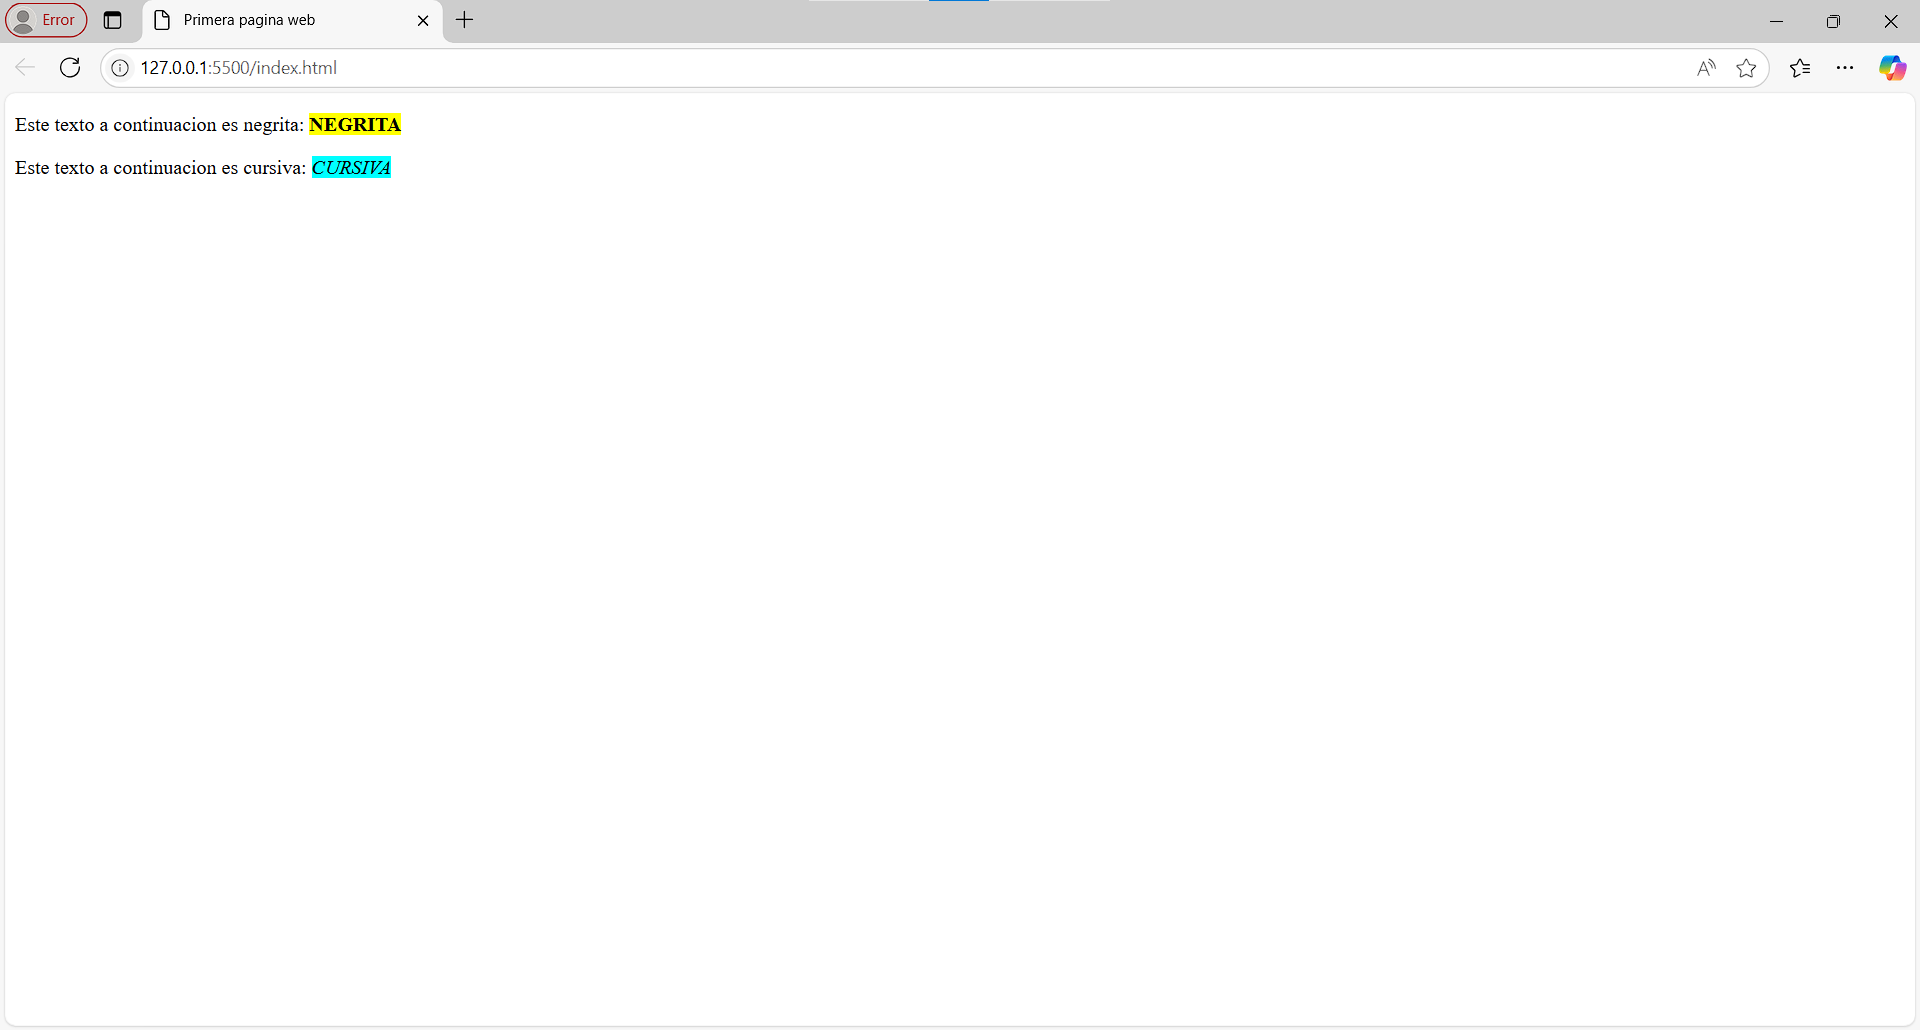 Error
Primera pagina web
127.0.0.1:5500/index.html
Este texto a continuacion es negrita: NEGRITA
Este texto a continuacion es cursiva: CURSIVA